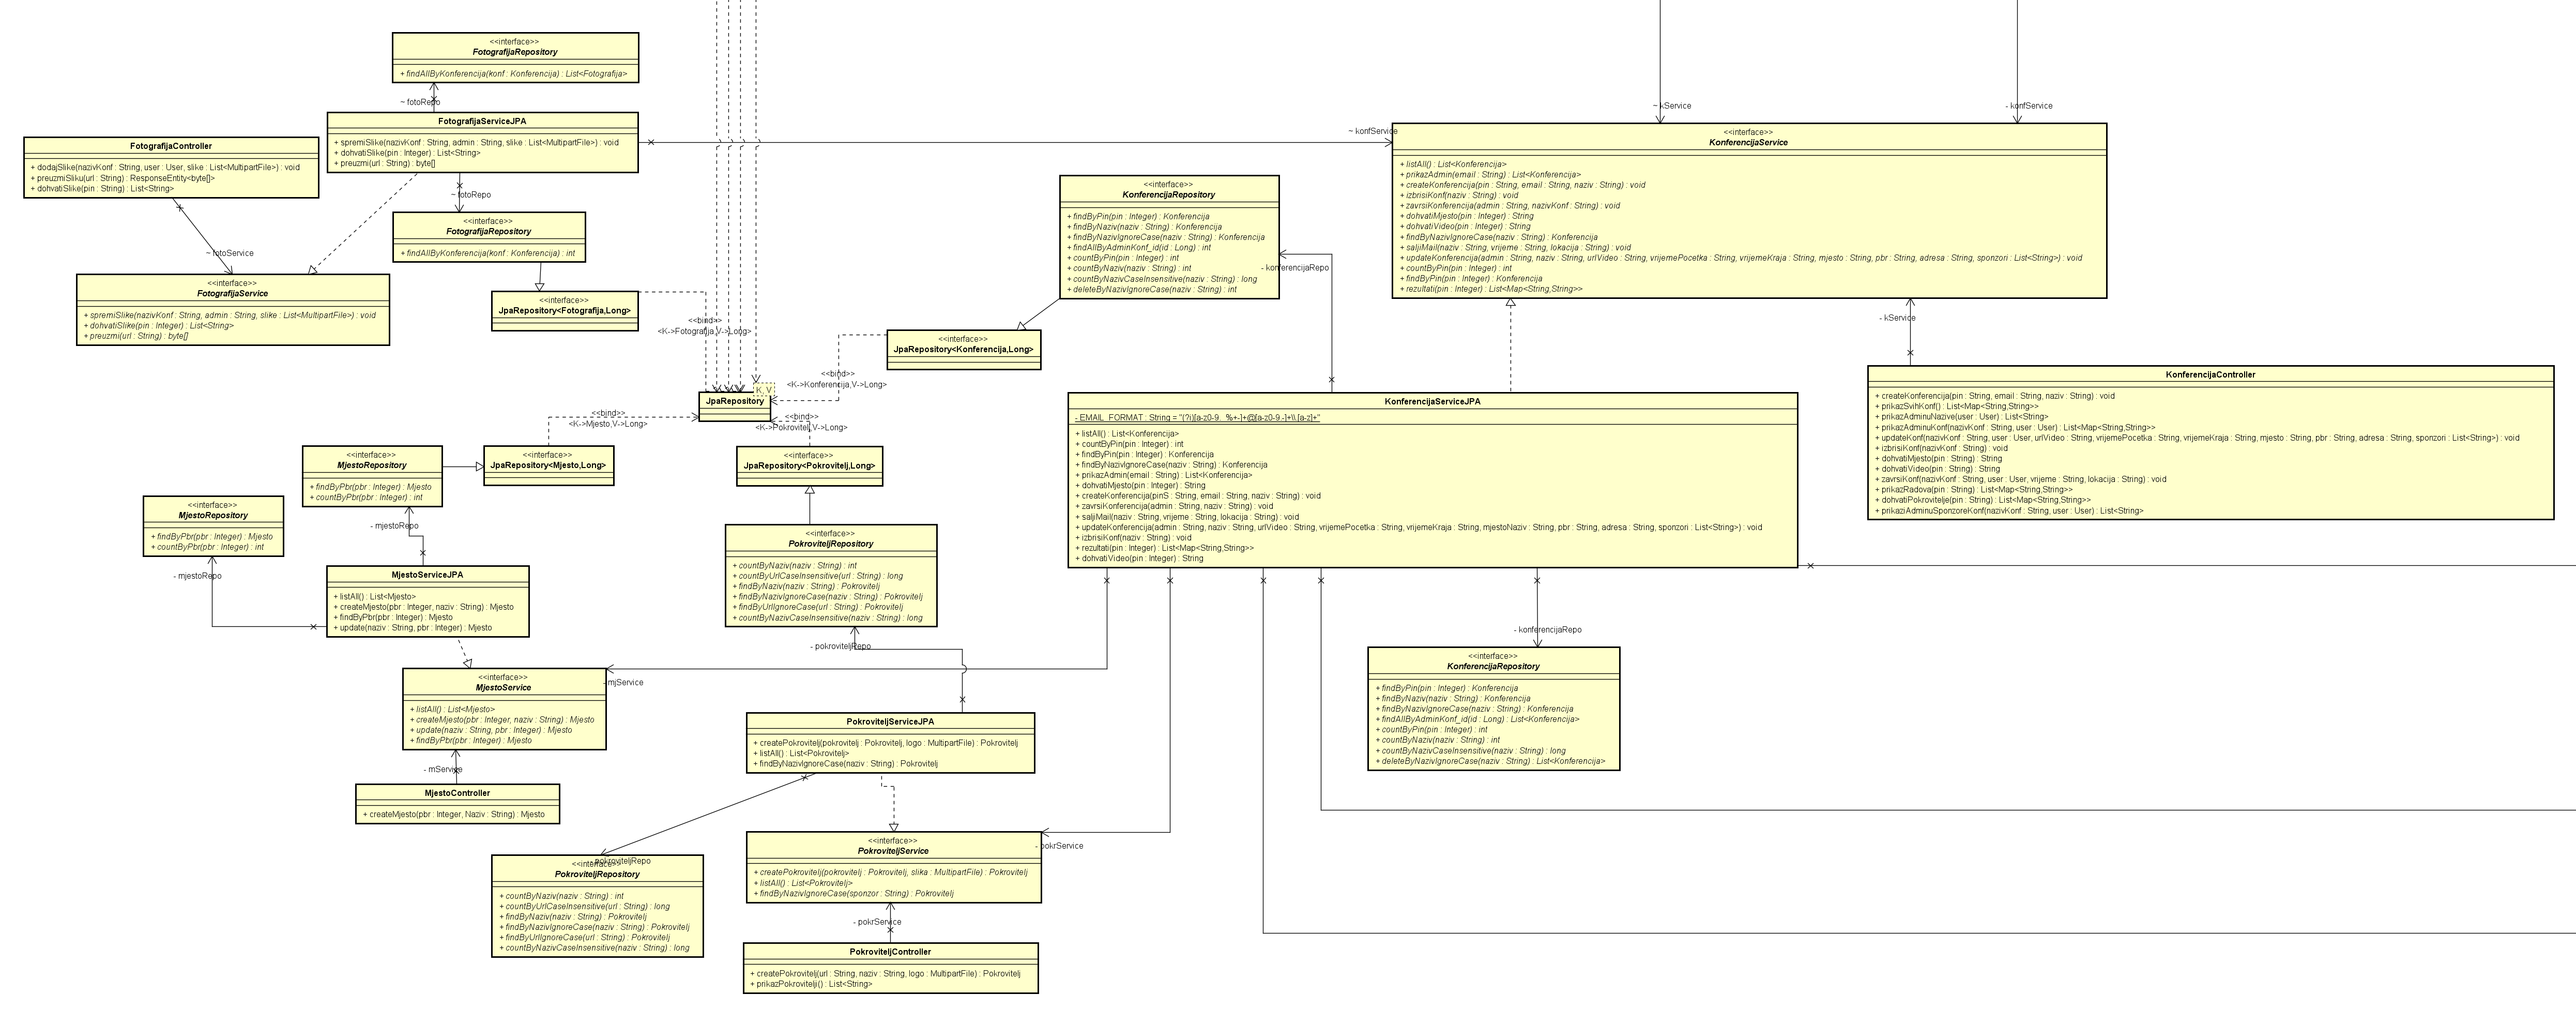 <<interface>>
FotografijaRepository
+ findAllByKonferencija(konf : Konferencija) : List<Fotografija>
~ fotoRepo
FotografijaServiceJPA
+ spremiSlike(nazivKonf : String, admin : String, slike : List<MultipartFile>) : void
+ dohvatiSlike(pin : Integer) : List<String>
+ preuzmi(url : String) : byte[]
FotografijaController
+ dodajSlike(nazivKonf : String, user : User, slike : List<MultipartFile>) : void
+ preuzmiSliku(url : String) : ResponseEntity<byte[]>
+ dohvatiSlike(pin : String) : List<String>
~ fotoRepo
<<interface>>
FotografijaRepository
+ findAllByKonferencija(konf : Konferencija) : int
~ fotoService
<<interface>>
FotografijaService
+ spremiSlike(nazivKonf : String, admin : String, slike : List<MultipartFile>) : void
+ dohvatiSlike(pin : Integer) : List<String>
+ preuzmi(url : String) : byte[]
<<interface>>
JpaRepository<Fotografija,Long>
<<bind>>
<K->Fotografija,V->Long>
~ kService
- konfService
~ konfService
<<interface>>
KonferencijaService
+ listAll() : List<Konferencija>
+ prikazAdmin(email : String) : List<Konferencija>
+ createKonferencija(pin : String, email : String, naziv : String) : void
+ izbrisiKonf(naziv : String) : void
+ zavrsiKonferencija(admin : String, nazivKonf : String) : void
+ dohvatiMjesto(pin : Integer) : String
+ dohvatiVideo(pin : Integer) : String
+ findByNazivIgnoreCase(naziv : String) : Konferencija
+ saljiMail(naziv : String, vrijeme : String, lokacija : String) : void
+ updateKonferencija(admin : String, naziv : String, urlVideo : String, vrijemePocetka : String, vrijemeKraja : String, mjesto : String, pbr : String, adresa : String, sponzori : List<String>) : void
+ countByPin(pin : Integer) : int
+ findByPin(pin : Integer) : Konferencija
+ rezultati(pin : Integer) : List<Map<String,String>>
<<interface>>
KonferencijaRepository
+ findByPin(pin : Integer) : Konferencija
+ findByNaziv(naziv : String) : Konferencija
+ findByNazivIgnoreCase(naziv : String) : Konferencija
+ findAllByAdminKonf_id(id : Long) : int
+ countByPin(pin : Integer) : int
+ countByNaziv(naziv : String) : int
+ countByNazivCaseInsensitive(naziv : String) : long
+ deleteByNazivIgnoreCase(naziv : String) : int
- konferencijaRepo
- kService
<<interface>>
JpaRepository<Konferencija,Long>
<<bind>>
<K->Konferencija,V->Long>
K, V
JpaRepository
<<bind>>
<K->Mjesto,V->Long>
<<bind>>
<K->Pokrovitelj,V->Long>
KonferencijaController
+ createKonferencija(pin : String, email : String, naziv : String) : void
+ prikazSvihKonf() : List<Map<String,String>>
+ prikazAdminuNazive(user : User) : List<String>
+ prikazAdminuKonf(nazivKonf : String, user : User) : List<Map<String,String>>
+ updateKonf(nazivKonf : String, user : User, urlVideo : String, vrijemePocetka : String, vrijemeKraja : String, mjesto : String, pbr : String, adresa : String, sponzori : List<String>) : void
+ izbrisiKonf(nazivKonf : String) : void
+ dohvatiMjesto(pin : String) : String
+ dohvatiVideo(pin : String) : String
+ zavrsiKonf(nazivKonf : String, user : User, vrijeme : String, lokacija : String) : void
+ prikazRadova(pin : String) : List<Map<String,String>>
+ dohvatiPokrovitelje(pin : String) : List<Map<String,String>>
+ prikaziAdminuSponzoreKonf(nazivKonf : String, user : User) : List<String>
KonferencijaServiceJPA
- EMAIL_FORMAT : String = "(?i)[a-z0-9._%+-]+@[a-z0-9.-]+\\.[a-z]+"
+ listAll() : List<Konferencija>
+ countByPin(pin : Integer) : int
+ findByPin(pin : Integer) : Konferencija
+ findByNazivIgnoreCase(naziv : String) : Konferencija
+ prikazAdmin(email : String) : List<Konferencija>
+ dohvatiMjesto(pin : Integer) : String
+ createKonferencija(pinS : String, email : String, naziv : String) : void
+ zavrsiKonferencija(admin : String, naziv : String) : void
+ saljiMail(naziv : String, vrijeme : String, lokacija : String) : void
+ updateKonferencija(admin : String, naziv : String, urlVideo : String, vrijemePocetka : String, vrijemeKraja : String, mjestoNaziv : String, pbr : String, adresa : String, sponzori : List<String>) : void
+ izbrisiKonf(naziv : String) : void
+ rezultati(pin : Integer) : List<Map<String,String>>
+ dohvatiVideo(pin : Integer) : String
<<interface>>
MjestoRepository
+ findByPbr(pbr : Integer) : Mjesto
+ countByPbr(pbr : Integer) : int
<<interface>>
JpaRepository<Mjesto,Long>
<<interface>>
JpaRepository<Pokrovitelj,Long>
<<interface>>
MjestoRepository
+ findByPbr(pbr : Integer) : Mjesto
+ countByPbr(pbr : Integer) : int
- mjestoRepo
- mjestoRepo
MjestoServiceJPA
+ listAll() : List<Mjesto>
+ createMjesto(pbr : Integer, naziv : String) : Mjesto
+ findByPbr(pbr : Integer) : Mjesto
+ update(naziv : String, pbr : Integer) : Mjesto
<<interface>>
PokroviteljRepository
+ countByNaziv(naziv : String) : int
+ countByUrlCaseInsensitive(url : String) : long
+ findByNaziv(naziv : String) : Pokrovitelj
+ findByNazivIgnoreCase(naziv : String) : Pokrovitelj
+ findByUrlIgnoreCase(url : String) : Pokrovitelj
+ countByNazivCaseInsensitive(naziv : String) : long
- pokroviteljRepo
- konferencijaRepo
<<interface>>
KonferencijaRepository
+ findByPin(pin : Integer) : Konferencija
+ findByNaziv(naziv : String) : Konferencija
+ findByNazivIgnoreCase(naziv : String) : Konferencija
+ findAllByAdminKonf_id(id : Long) : List<Konferencija>
+ countByPin(pin : Integer) : int
+ countByNaziv(naziv : String) : int
+ countByNazivCaseInsensitive(naziv : String) : long
+ deleteByNazivIgnoreCase(naziv : String) : List<Konferencija>
<<interface>>
MjestoService
+ listAll() : List<Mjesto>
+ createMjesto(pbr : Integer, naziv : String) : Mjesto
+ update(naziv : String, pbr : Integer) : Mjesto
+ findByPbr(pbr : Integer) : Mjesto
- mjService
- mService
MjestoController
+ createMjesto(pbr : Integer, Naziv : String) : Mjesto
PokroviteljServiceJPA
+ createPokrovitelj(pokrovitelj : Pokrovitelj, logo : MultipartFile) : Pokrovitelj
+ listAll() : List<Pokrovitelj>
+ findByNazivIgnoreCase(naziv : String) : Pokrovitelj
- pokroviteljRepo
<<interface>>
PokroviteljRepository
+ countByNaziv(naziv : String) : int
+ countByUrlCaseInsensitive(url : String) : long
+ findByNaziv(naziv : String) : Pokrovitelj
+ findByNazivIgnoreCase(naziv : String) : Pokrovitelj
+ findByUrlIgnoreCase(url : String) : Pokrovitelj
+ countByNazivCaseInsensitive(naziv : String) : long
<<interface>>
PokroviteljService
+ createPokrovitelj(pokrovitelj : Pokrovitelj, slika : MultipartFile) : Pokrovitelj
+ listAll() : List<Pokrovitelj>
+ findByNazivIgnoreCase(sponzor : String) : Pokrovitelj
- pokrService
- pokrService
PokroviteljController
+ createPokrovitelj(url : String, naziv : String, logo : MultipartFile) : Pokrovitelj
+ prikazPokrovitelji() : List<String>